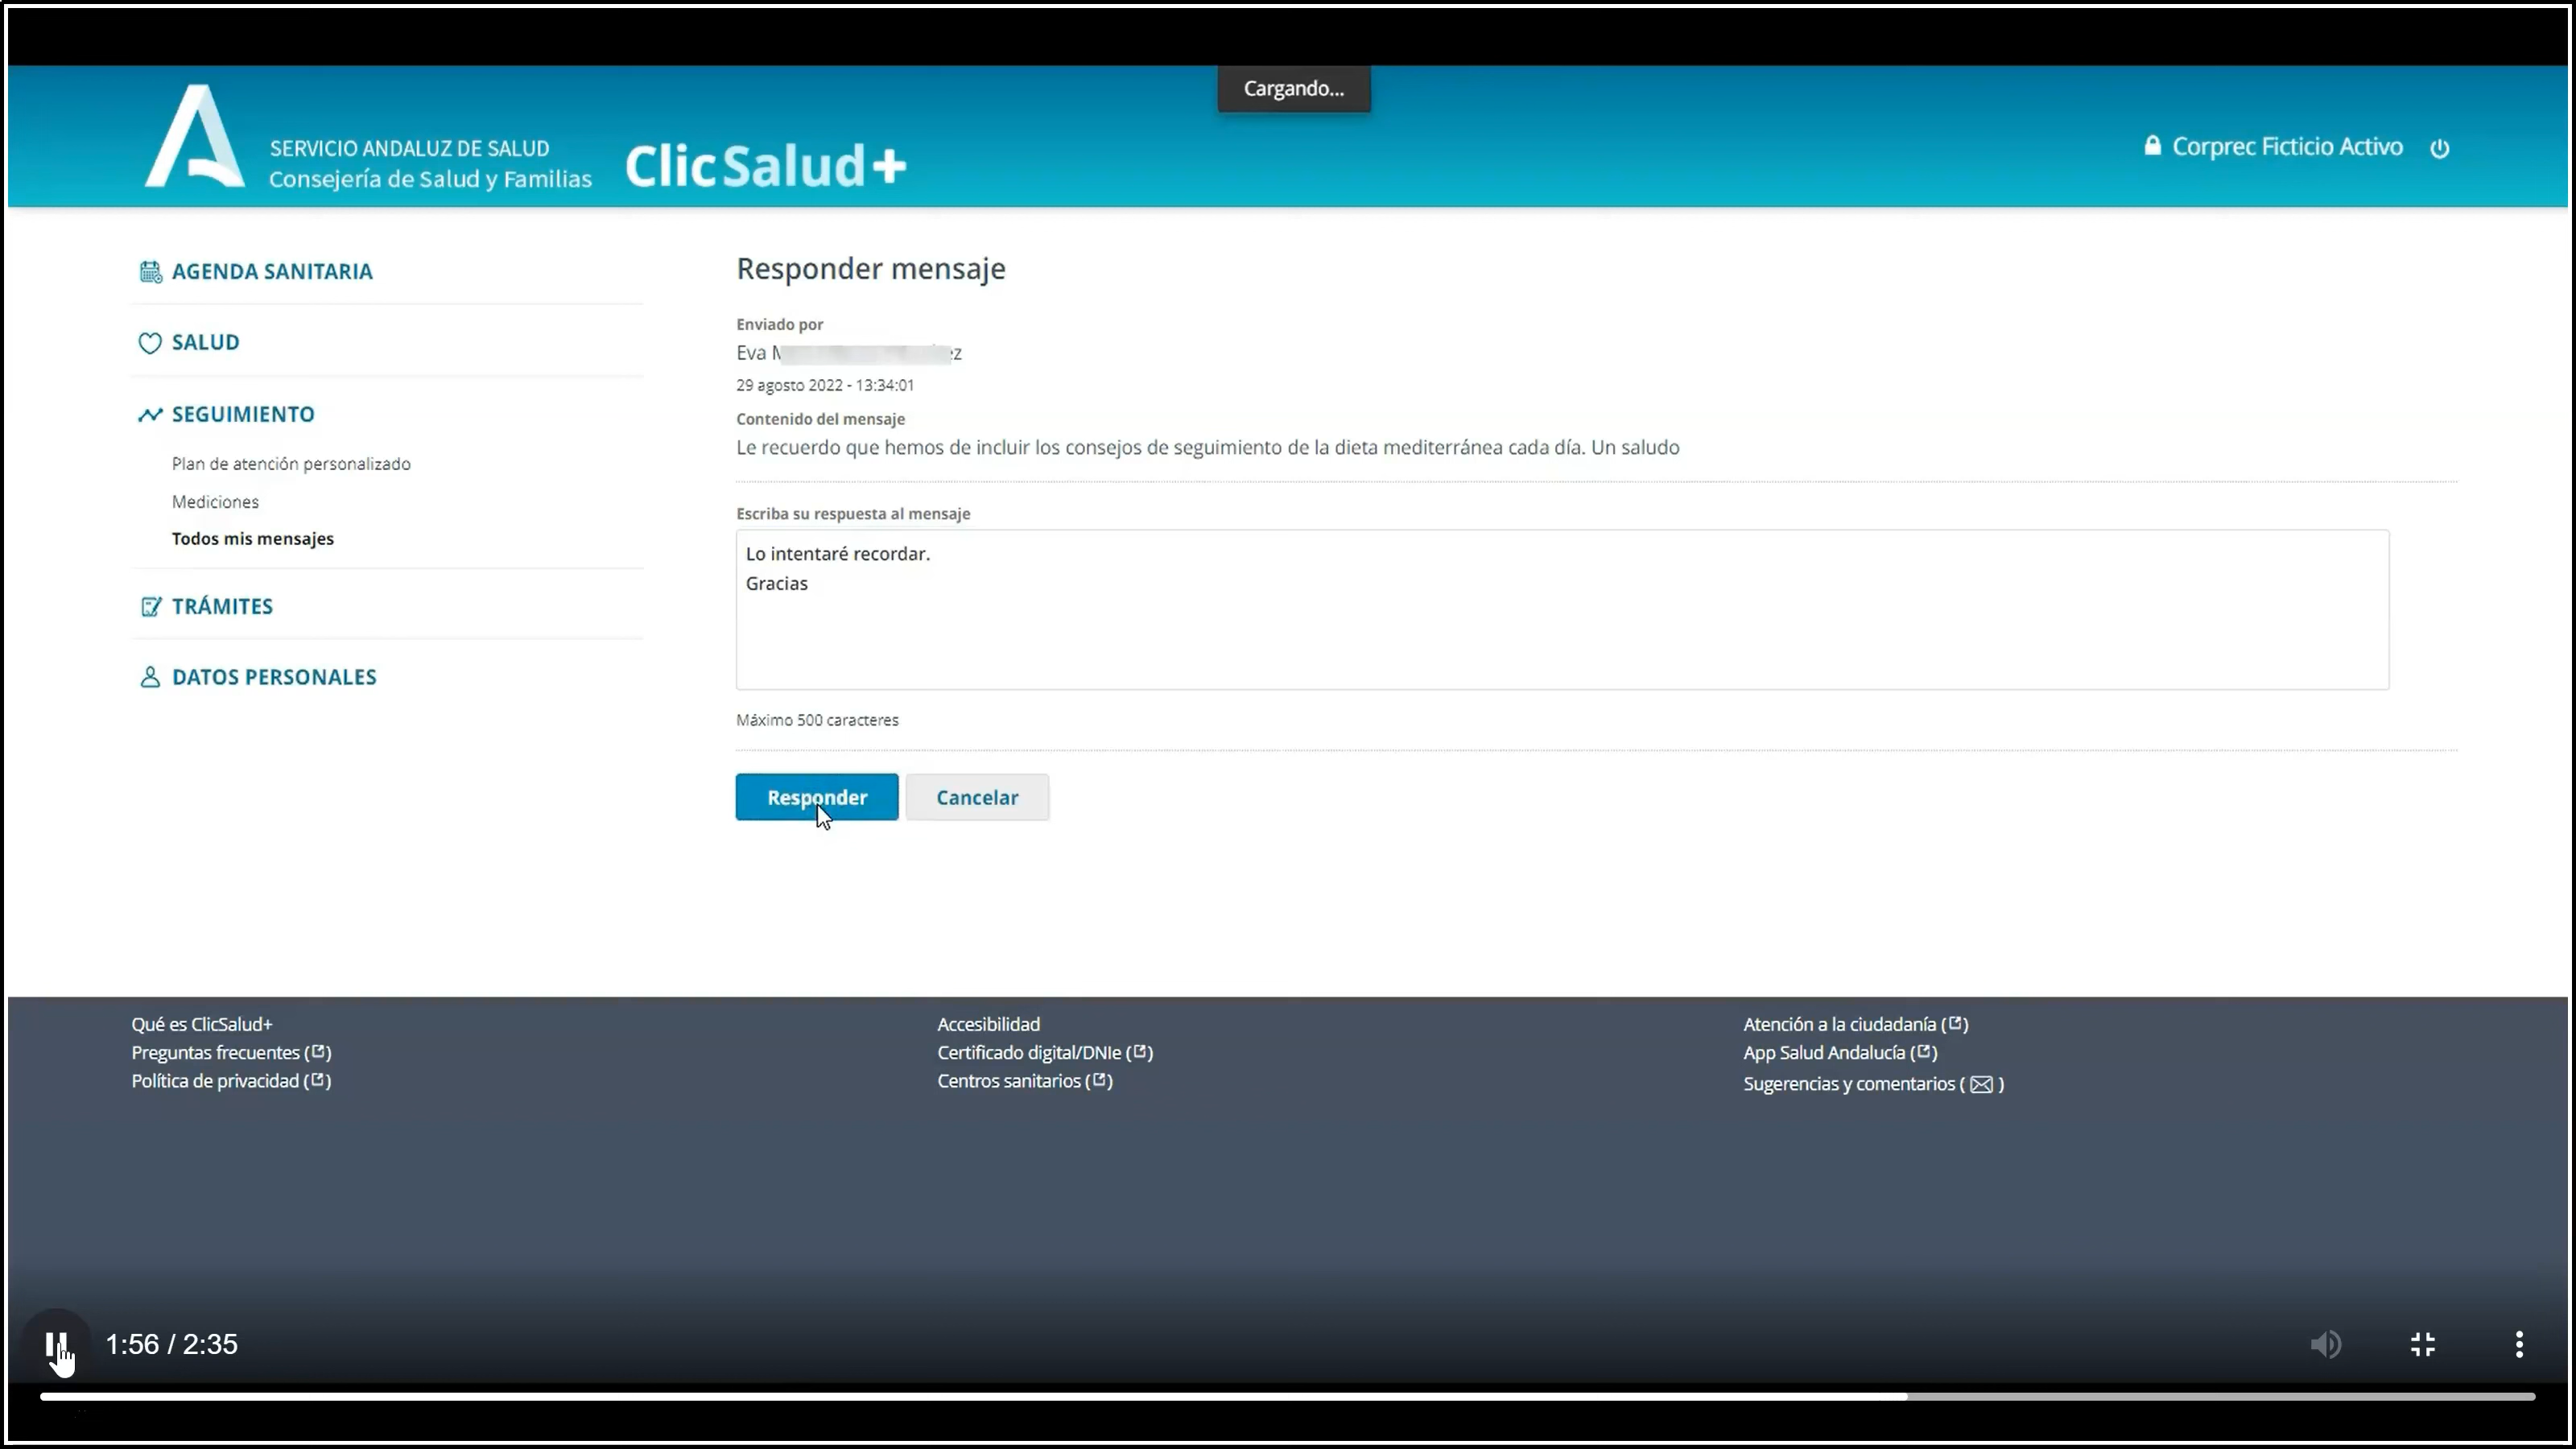 Cargando...
SERVICIO ANDALUZ DE SALUD
Consejería de Salud y Familias
ClicSalud+
Corprec Ficticio Activo
AGENDA SANITARIA
SALUD
SEGUIMIENTO
Plan de atención personalizado
Mediciones
Todos mis mensajes
TRÁMITES
DATOS PERSONALES
Responder mensaje
Enviado por
Eva
29 agosto 2022 - 13:34:01
Contenido del mensaje
Le recuerdo que hemos de incluir los consejos de seguimiento de la dieta mediterránea cada día. Un saludo
Escriba su respuesta al mensaje
Lo intentaré recordar.
Gracias
Máximo 500 caracteres
Responder
Cancelar
Qué es ClicSalud+
Preguntas frecuentes ()
Política de privacidad ()
Accesibilidad
Certificado digital/DNIe ()
Centros sanitarios ()
Atención a la ciudadanía ()
App Salud Andalucía ()
Sugerencias y comentarios ( )
1:56 / 2:35